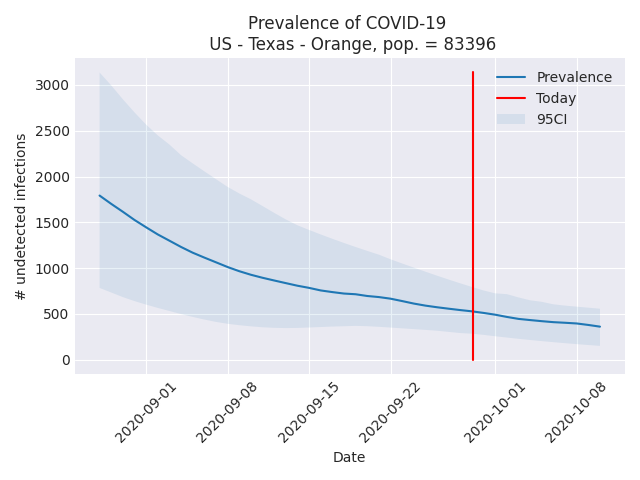 Prevalence of COVID-19
US - Texas - Orange, pop. = 83396
Prevalence
Today
95CI
# undetected infections
3000
2500
2000
1500
1000
500
0
2020-09-01
2020-09-08
2020-09-15
2020-09-22
2020-10-01
2020-10-08
Date